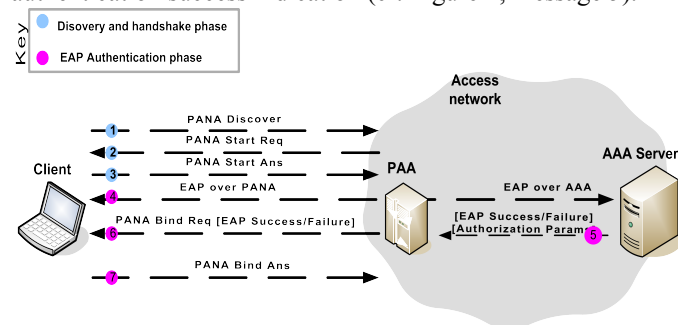 Key
Disovery and handshake phase
EAP Authentication phase
Access
network
PANA Discover
1
PANA Start Req
2
PANA Start Ans
3
Client
PAA
AAA Server
EAP over PANA
4
EAP over AAA
PANA Bind Req [EAP Success/Failure]
6
[EAP Success/Failure]
[Authorization Params
5
PANA Bind Ans
7